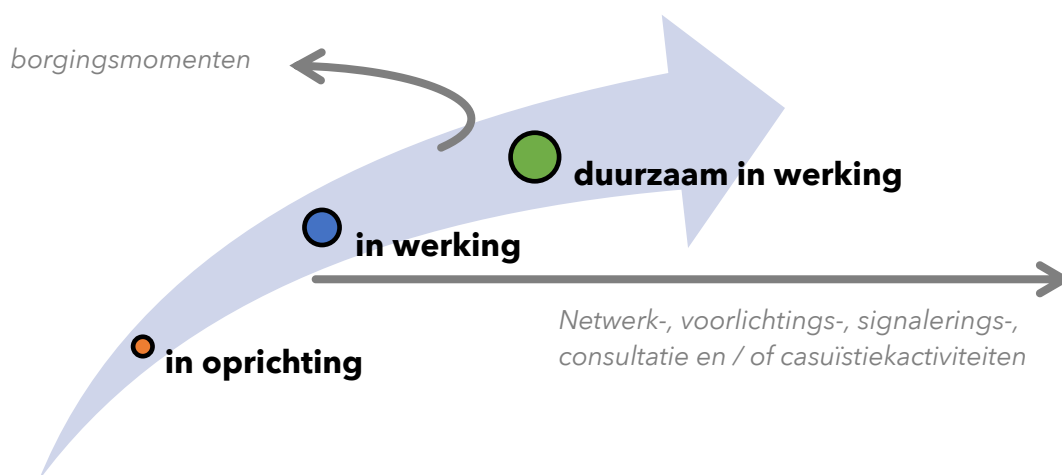 borgingsmomenten
duurzaam in werking
in werking
Netwerk-, voorlichtings-, signalerings-,
consultatie en / of casuïstiekactiviteiten
in oprichting